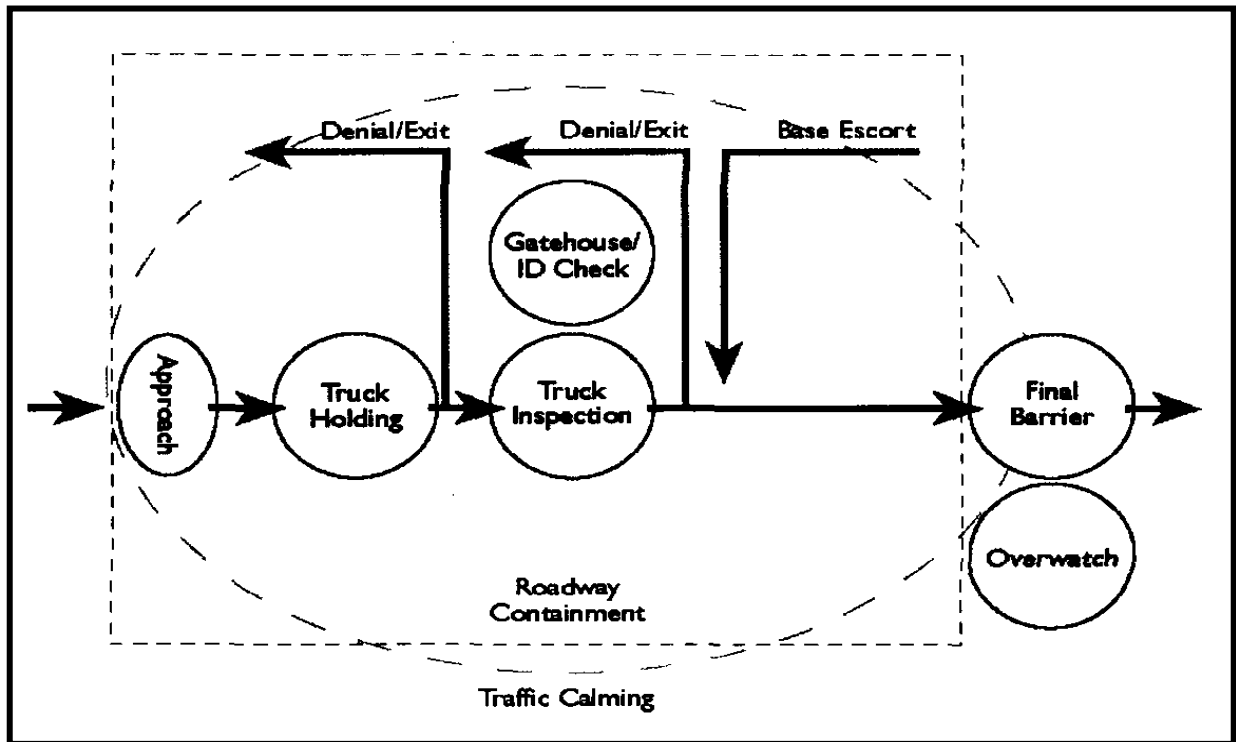 Denial/Exit
Denial/Exit
Base Escort
Gatehouse/
ID Check
Approach
Truck
Holding
Truck
Inspection
Final
Barrier
Overwatch
Roadway
Containment
Traffic Calming